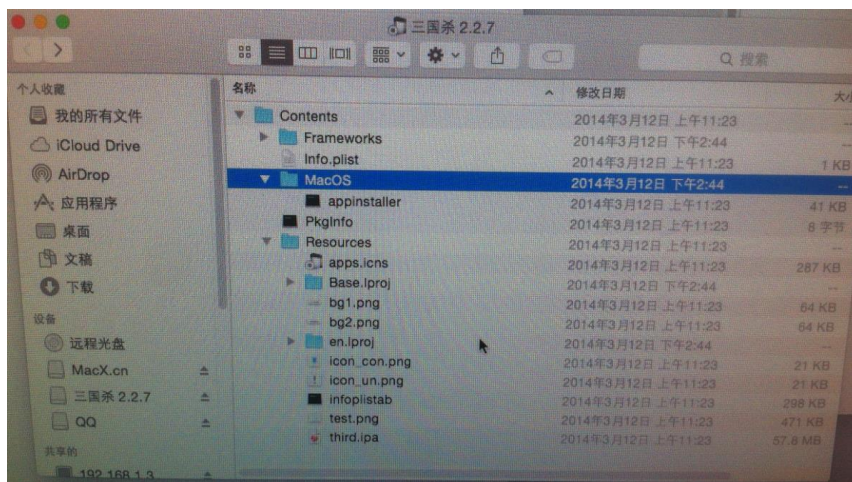 三国杀 2.2.7
搜索
个人收藏
我的所有文件
iCloud Drive
AirDrop
应用程序
桌面
文稿
下载
设备
远程光盘
MacX.cn
三国杀 2.2.7
QQ
共享的
192.168.1.3
名称 修改日期 大小
Contents 2014年3月12日 上午11:23 --
Frameworks 2014年3月12日 下午2:44 --
Info.plist 2014年3月12日 上午11:23 1 KB
MacOS 2014年3月12日 下午2:44 --
appinstaller 2014年3月12日 上午11:23 41 KB
PkgInfo 2014年3月12日 上午11:23 8 字节
Resources 2014年3月12日 上午11:23 --
apps.icns 2014年3月12日 上午11:23 287 KB
Base.lproj 2014年3月12日 下午2:44 --
bg1.png 2014年3月12日 上午11:23 64 KB
bg2.png 2014年3月12日 上午11:23 64 KB
en.lproj 2014年3月12日 下午2:44 --
icon_con.png 2014年3月12日 上午11:23 21 KB
icon_un.png 2014年3月12日 上午11:23 21 KB
infoplistab 2014年3月12日 上午11:23 298 KB
test.png 2014年3月12日 上午11:23 471 KB
third.ipa 2014年3月12日 上午11:23 57.8 MB